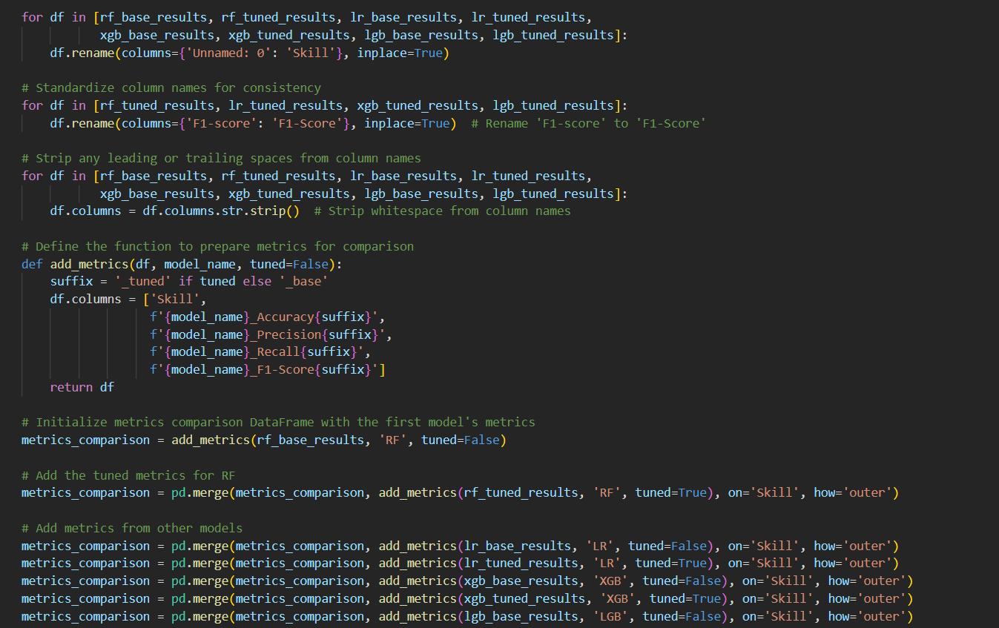 for df in [rf_base_results, rf_tuned_results, lr_base_results, lr_tuned_results,
           xgb_base_results, xgb_tuned_results, lgb_base_results, lgb_tuned_results]:
    df.rename(columns={'Unnamed: 0': 'Skill'}, inplace=True)

# Standardize column names for consistency
for df in [rf_tuned_results, lr_tuned_results, xgb_tuned_results, lgb_tuned_results]:
    df.rename(columns={'F1-score': 'F1-Score'}, inplace=True)  # Rename 'F1-score' to 'F1-Score'

# Strip any leading or trailing spaces from column names
for df in [rf_base_results, rf_tuned_results, lr_base_results, lr_tuned_results,
           xgb_base_results, xgb_tuned_results, lgb_base_results, lgb_tuned_results]:
    df.columns = df.columns.str.strip()  # Strip whitespace from column names

# Define the function to prepare metrics for comparison
def add_metrics(df, model_name, tuned=False):
    suffix = '_tuned' if tuned else '_base'
    df.columns = ['Skill',
                  f'{model_name}_Accuracy{suffix}',
                  f'{model_name}_Precision{suffix}',
                  f'{model_name}_Recall{suffix}',
                  f'{model_name}_F1-Score{suffix}']
    return df

# Initialize metrics comparison DataFrame with the first model's metrics
metrics_comparison = add_metrics(rf_base_results, 'RF', tuned=False)

# Add the tuned metrics for RF
metrics_comparison = pd.merge(metrics_comparison, add_metrics(rf_tuned_results, 'RF', tuned=True), on='Skill', how='outer')

# Add metrics from other models
metrics_comparison = pd.merge(metrics_comparison, add_metrics(lr_base_results, 'LR', tuned=False), on='Skill', how='outer')
metrics_comparison = pd.merge(metrics_comparison, add_metrics(lr_tuned_results, 'LR', tuned=True), on='Skill', how='outer')
metrics_comparison = pd.merge(metrics_comparison, add_metrics(xgb_base_results, 'XGB', tuned=False), on='Skill', how='outer')
metrics_comparison = pd.merge(metrics_comparison, add_metrics(xgb_tuned_results, 'XGB', tuned=True), on='Skill', how='outer')
metrics_comparison = pd.merge(metrics_comparison, add_metrics(lgb_base_results, 'LGB', tuned=False), on='Skill', how='outer')